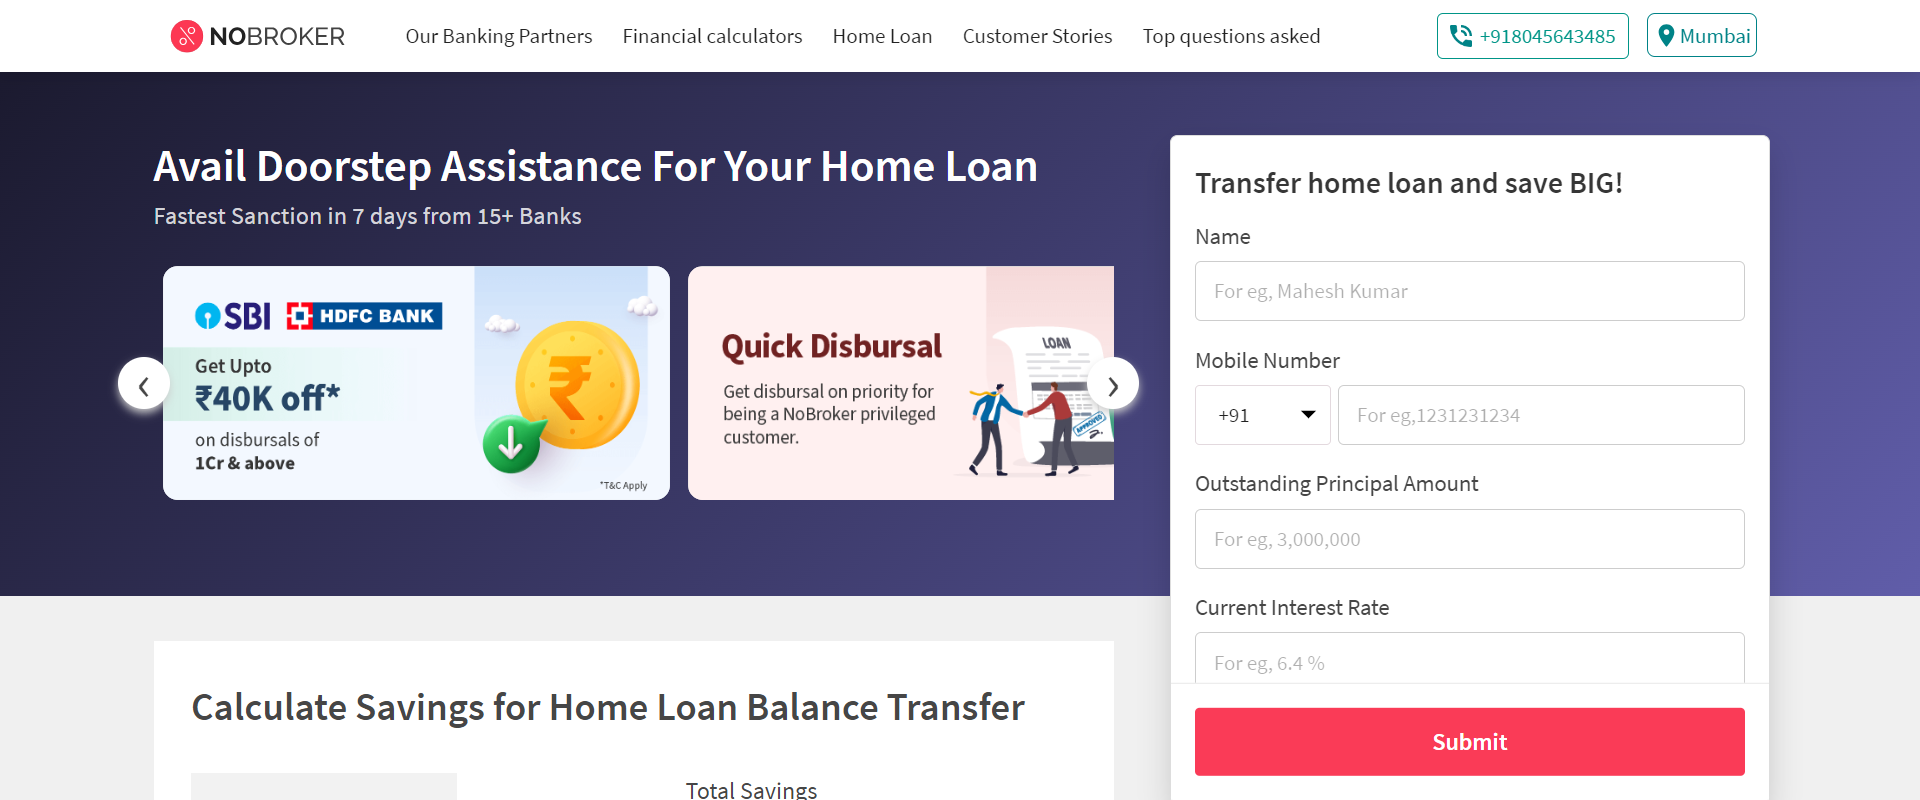 NOBROKER
Our Banking Partners
Financial calculators
Home Loan
Customer Stories
Top questions asked
+918045643485
Mumbai
Avail Doorstep Assistance For Your Home Loan
Fastest Sanction in 7 days from 15+ Banks
SBI
HDFC BANK
Get Upto
₹40K off*
on disbursals of
1Cr & above
*T&C Apply
Quick Disbursal
Get disbursal on priority for
being a NoBroker privileged
customer.
LOAN
APPROVED
Transfer home loan and save BIG!
Name
For eg, Mahesh Kumar
Mobile Number
+91
For eg,1231231234
Outstanding Principal Amount
For eg, 3,000,000
Current Interest Rate
For eg, 6.4 %
Submit
Calculate Savings for Home Loan Balance Transfer
Total Savings